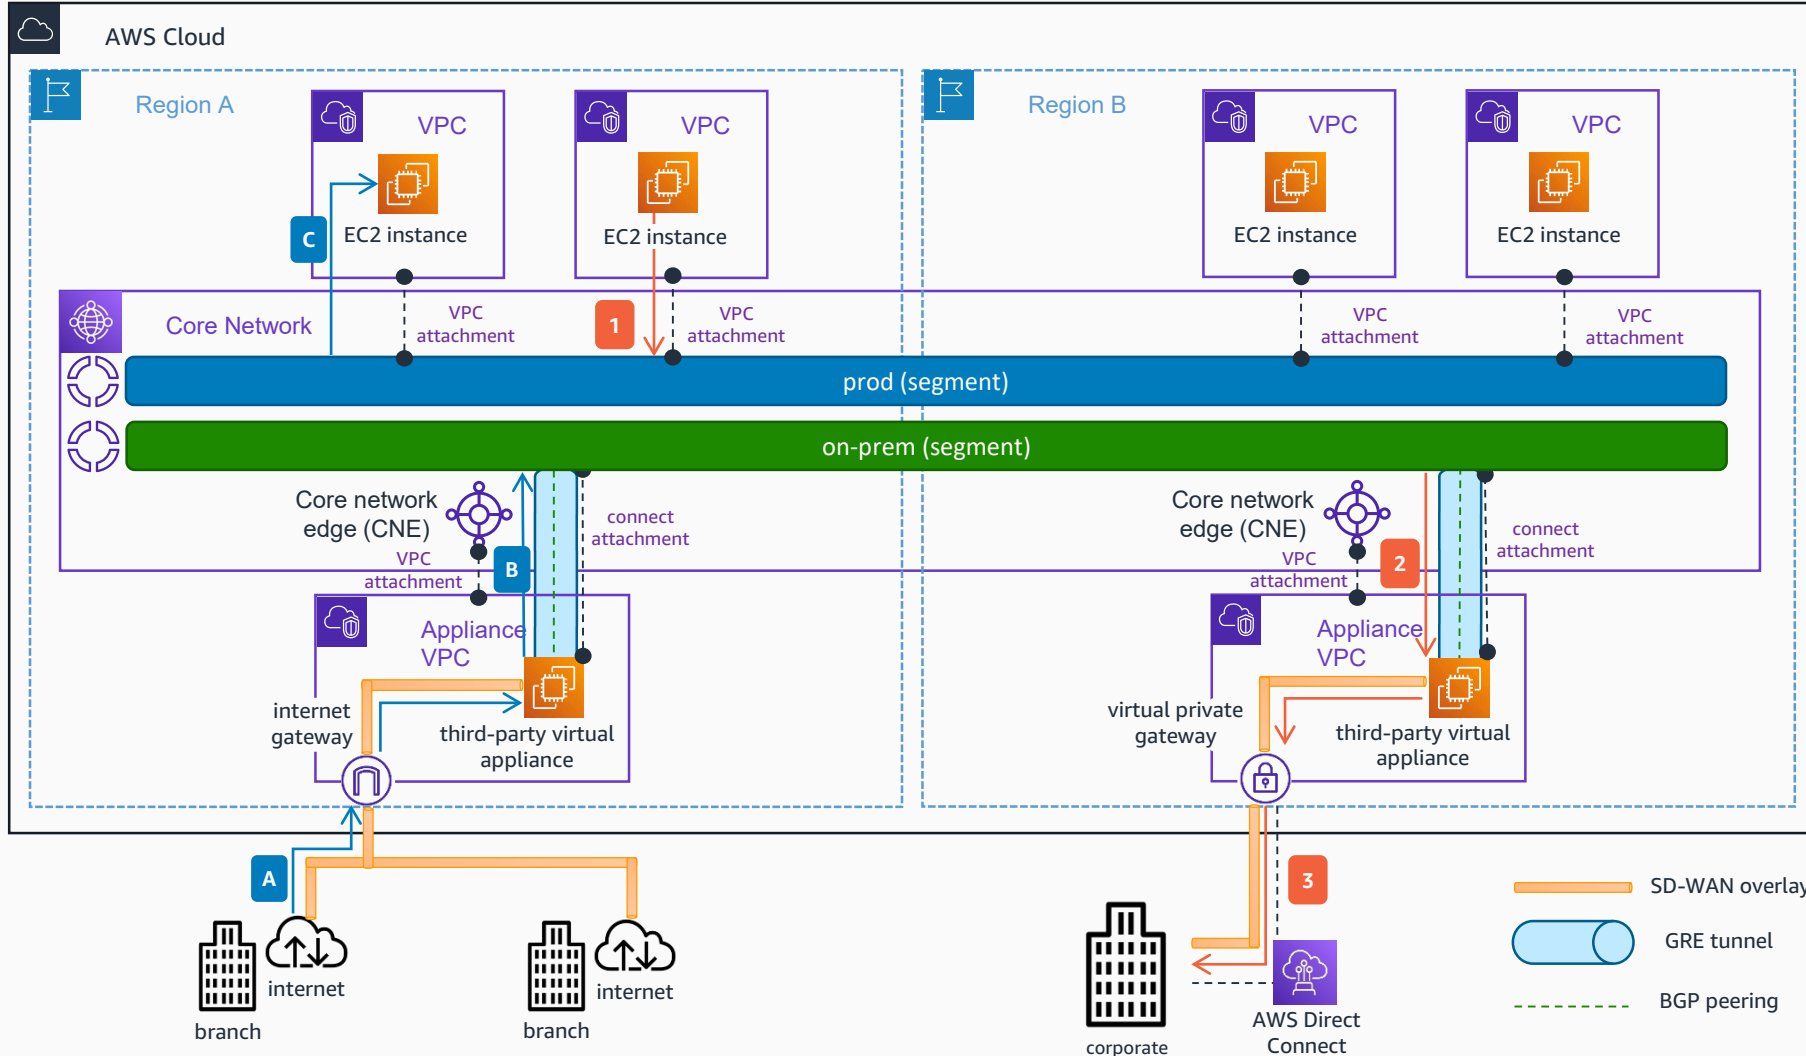 AWS Cloud
Region A
VPC
EC2 instance
C
VPC
EC2 instance
Region B
VPC
EC2 instance
VPC
EC2 instance
Core Network
VPC
attachment
1
VPC
attachment
VPC
attachment
VPC
attachment
prod (segment)
on-prem (segment)
Core network
edge (CNE)
connect
attachment
VPC
attachment
B
Core network
edge (CNE)
connect
attachment
VPC
attachment
2
Appliance
VPC
internet
gateway
third-party virtual
appliance
Appliance
VPC
virtual private
gateway
third-party virtual
appliance
A
internet
branch
internet
branch
3
corporate
AWS Direct
Connect
SD-WAN overlay
GRE tunnel
BGP peering